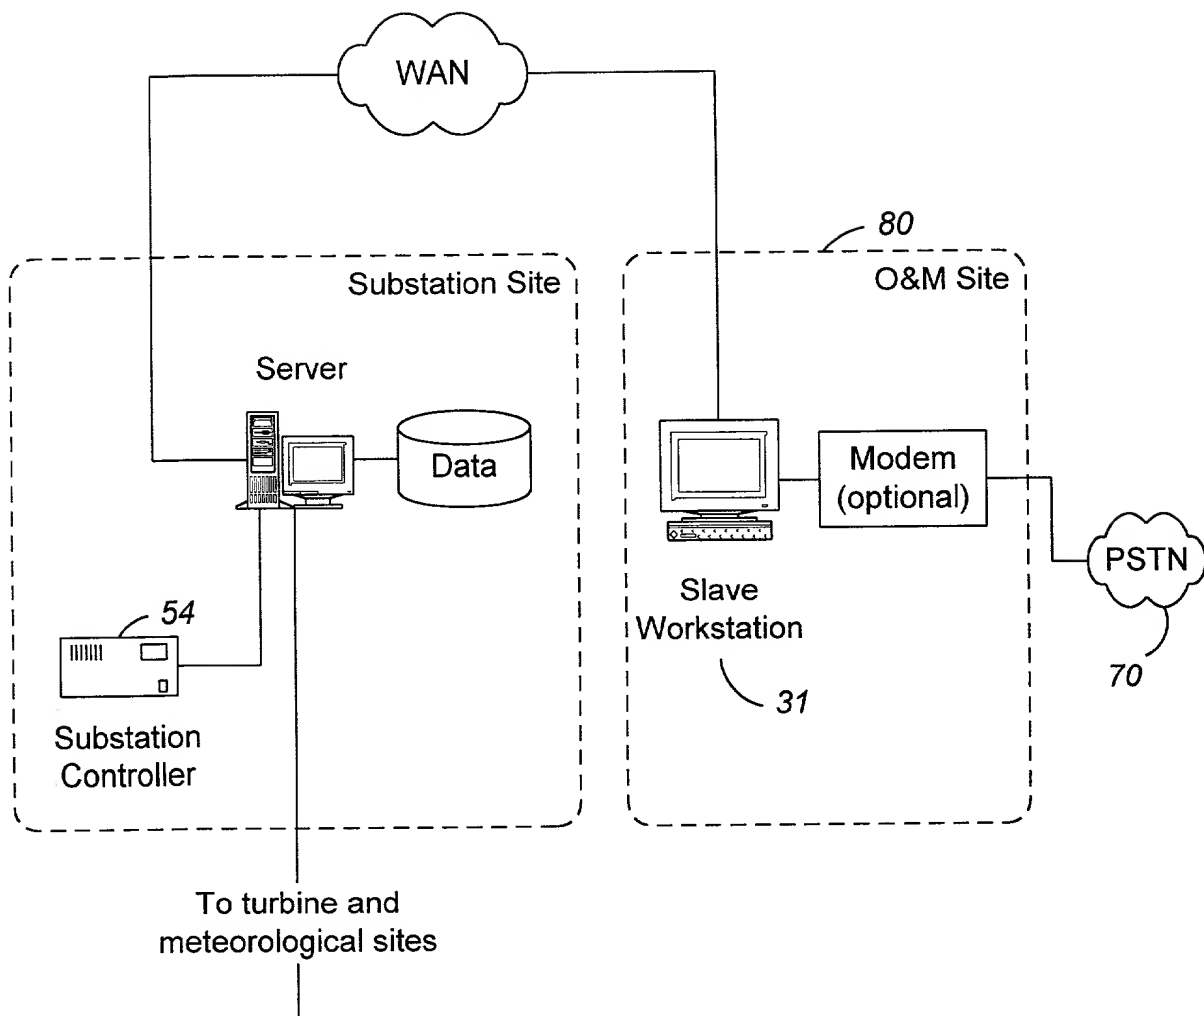 WAN
80
Substation Site
O&M Site
Server
Data
Modem
(optional)
PSTN
54
Slave
Workstation
70
31
Substation
Controller
To turbine and
meteorological sites